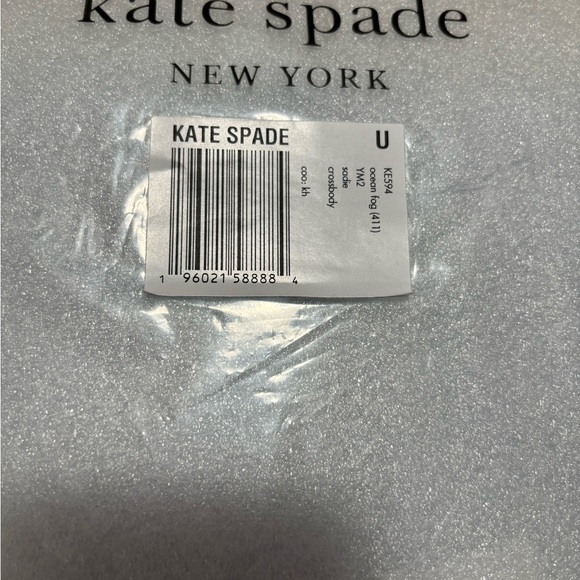 kate spade
NEW YORK
KATE SPADE
U
1 96021 58888 4
KE594
ocean fog (411)
YM2
sadie
crossbody
coo: kh